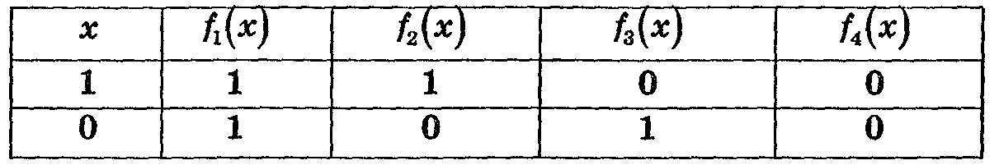 x f₁(x) f₂(x) f₃(x) f₄(x)
1 1 1 0 0
0 1 0 1 0